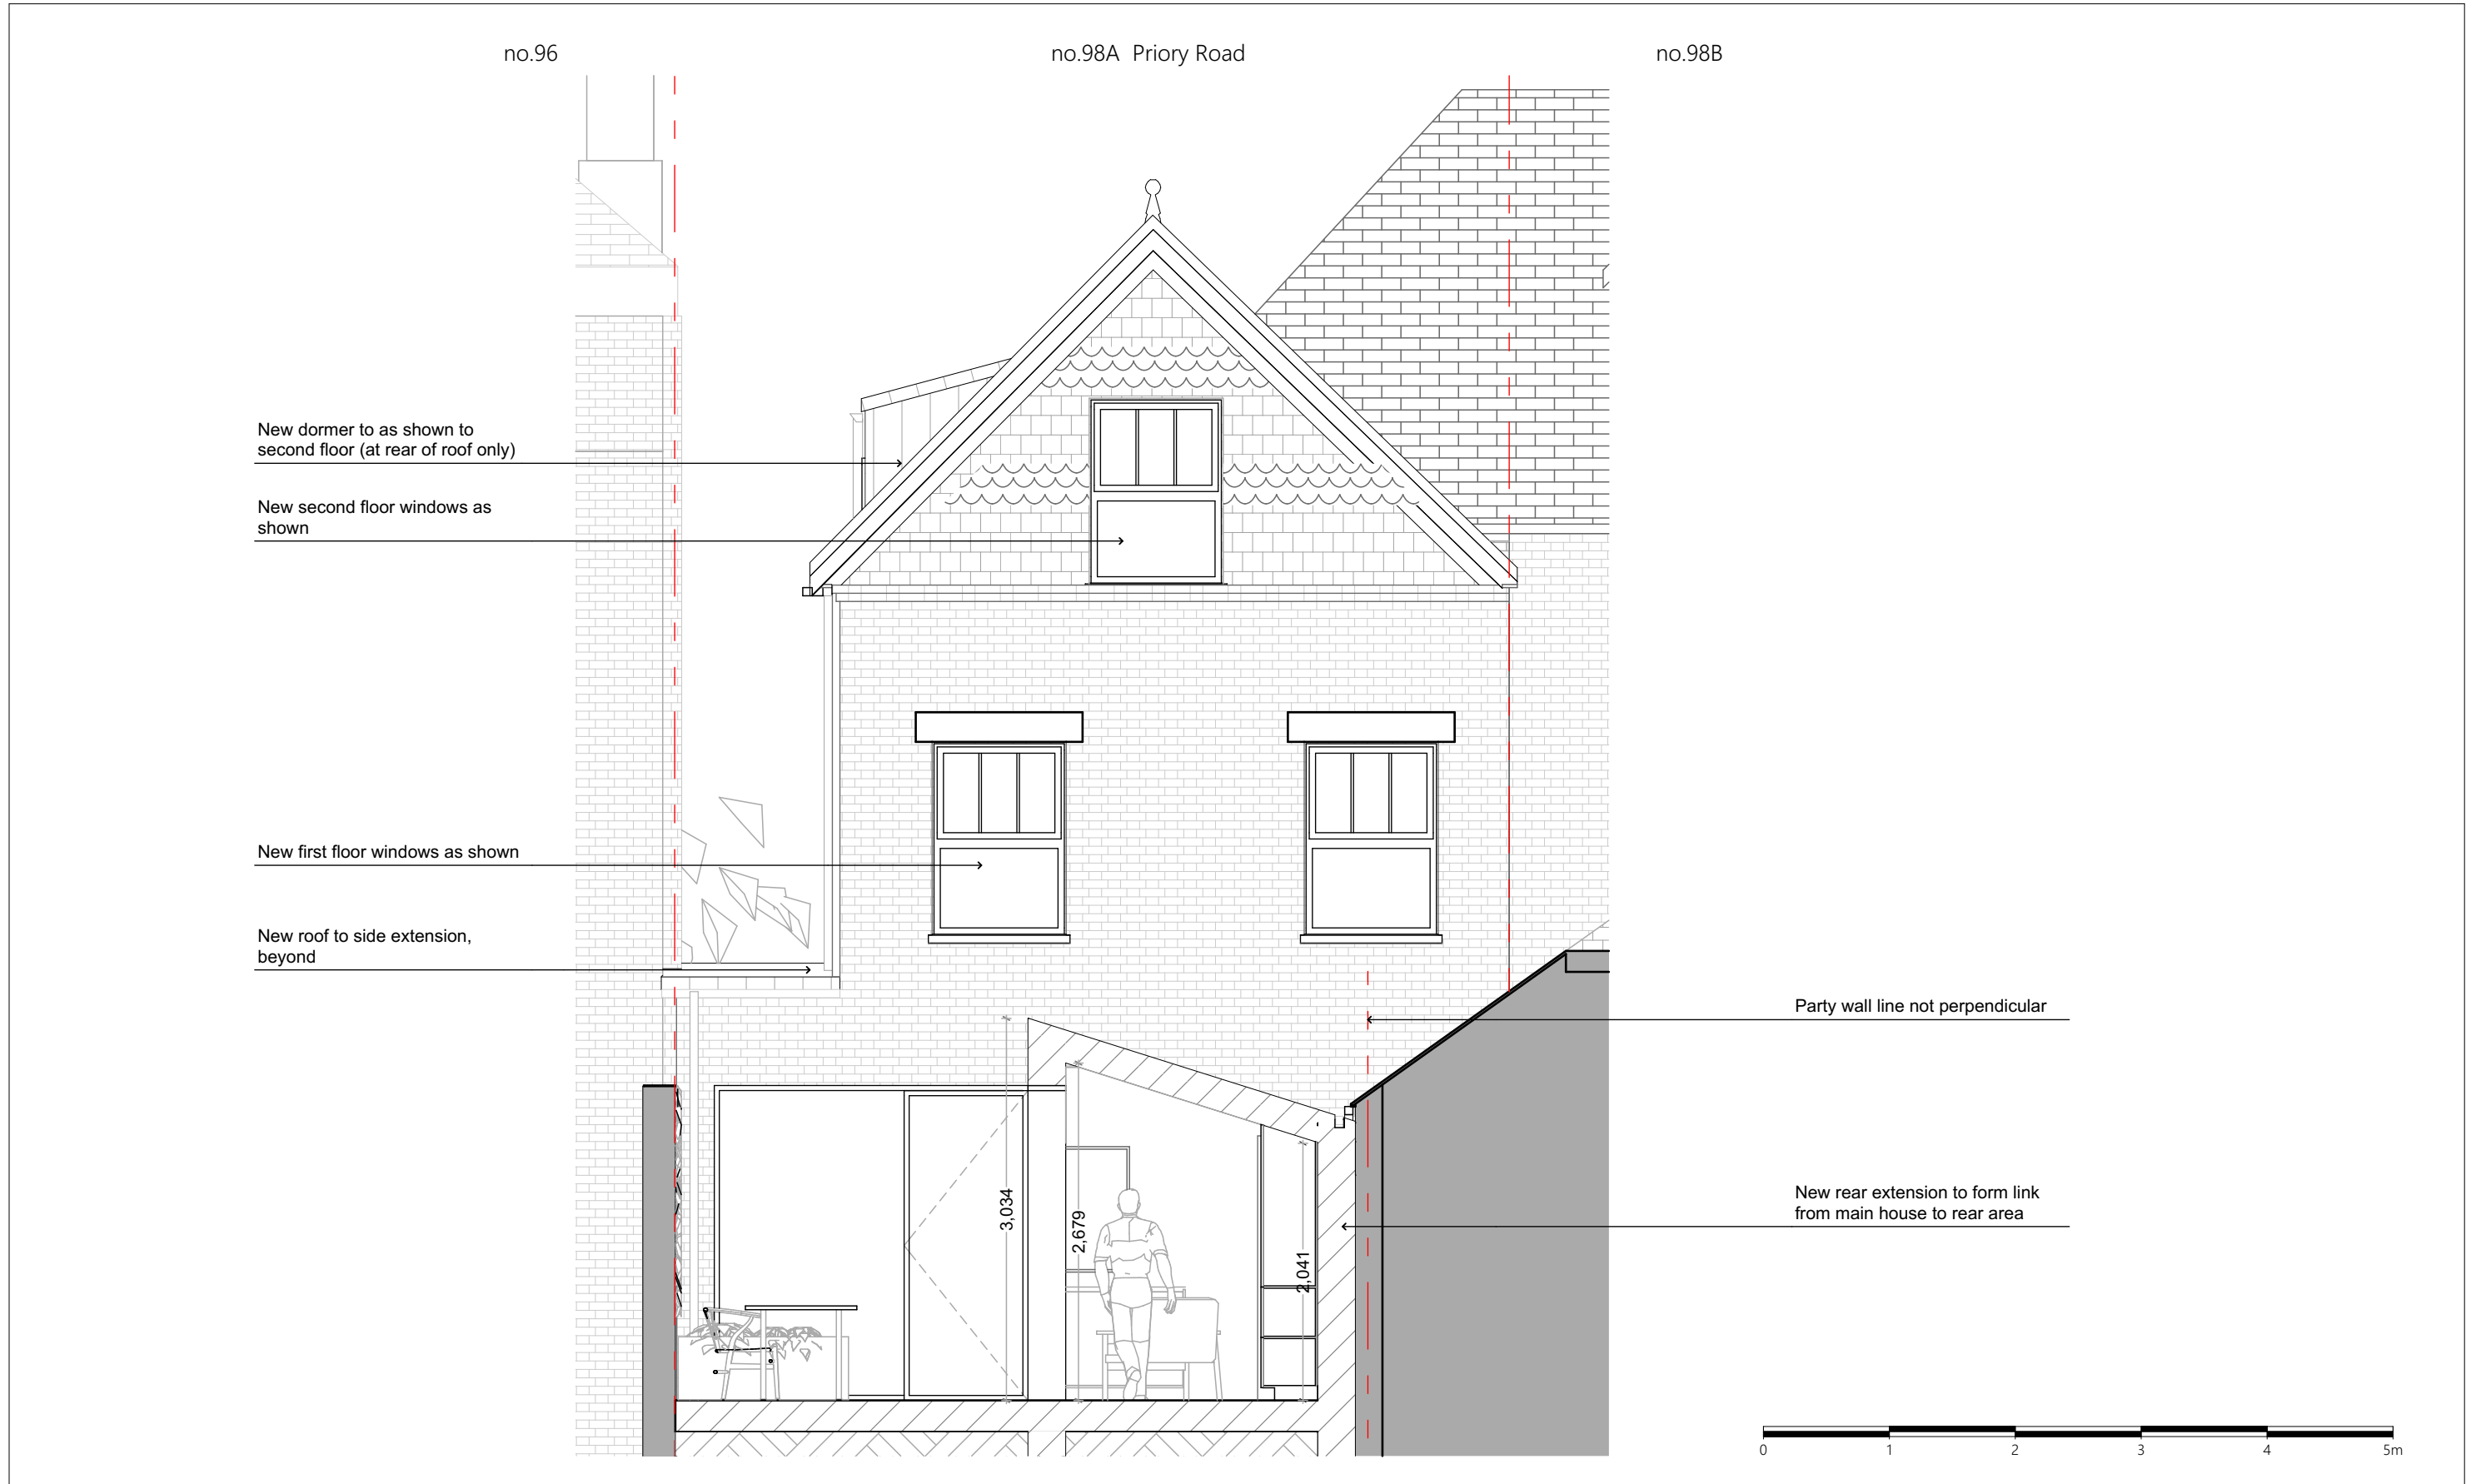 no.96
no.98A Priory Road
no.98B
New dormer to as shown to
second floor (at rear of roof only)
New second floor windows as
shown
New first floor windows as shown
New roof to side extension,
beyond
Party wall line not perpendicular
New rear extension to form link
from main house to rear area
3,034
2,679
2,041
0 1 2 3 4 5m